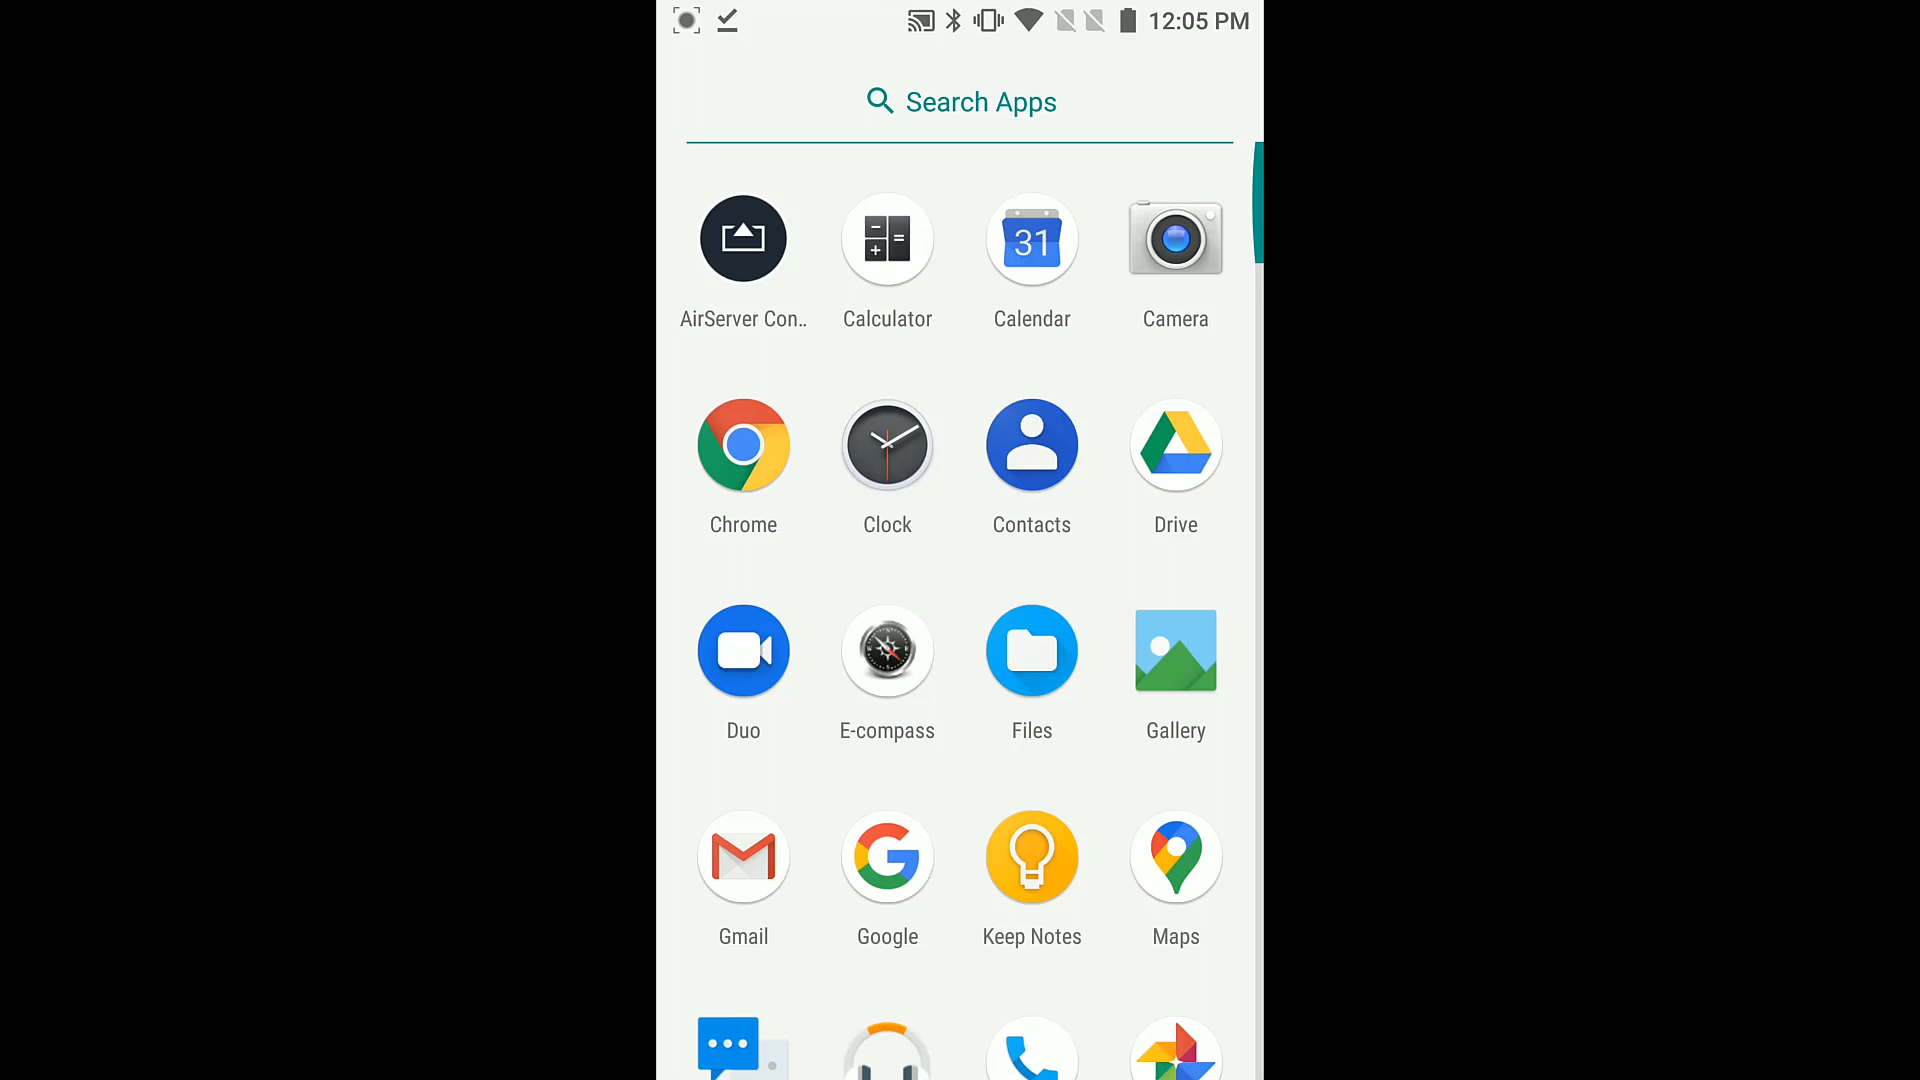 12:05 PM
Search Apps
31
AirServer Con..
Calculator
Calendar
Camera
Chrome
Clock
Contacts
Drive
Duo
E-compass
Files
Gallery
Gmail
Google
Keep Notes
Maps